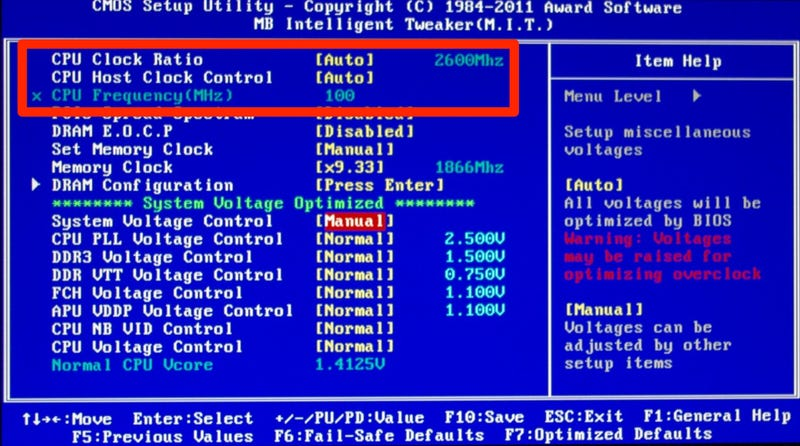 CMOS Setup Utility - Copyright (C) 1984-2011 Award Software
MB Intelligent Tweaker(M.I.T.)
CPU Clock Ratio [Auto] 2600Mhz
CPU Host Clock Control [Auto]
x CPU Frequency(MHz) 100
PCIe Spread Spectrum [Disabled]
DRAM E.O.C.P [Disabled]
Set Memory Clock [Manual]
Memory Clock [x9.33] 1866Mhz
▶ DRAM Configuration [Press Enter]
******** System Voltage Optimized ********
System Voltage Control [Manual]
CPU PLL Voltage Control [Normal] 2.500V
DDR3 Voltage Control [Normal] 1.500V
DDR VTT Voltage Control [Normal] 0.750V
FCH Voltage Control [Normal] 1.100V
APU VDDP Voltage Control [Normal] 1.100V
CPU NB VID Control [Normal]
CPU Voltage Control [Normal]
Normal CPU Vcore 1.4125V
Item Help
Menu Level ▶
Setup miscellaneous
voltages
[Auto]
All voltages will be
optimized by BIOS
Warning: Voltages
may be raised for
optimizing overclock
[Manual]
Voltages can be
adjusted by other
setup items
↑↓→←:Move Enter:Select +/-/PU/PD:Value F10:Save ESC:Exit F1:General Help
F5:Previous Values F6:Fail-Safe Defaults F7:Optimized Defaults